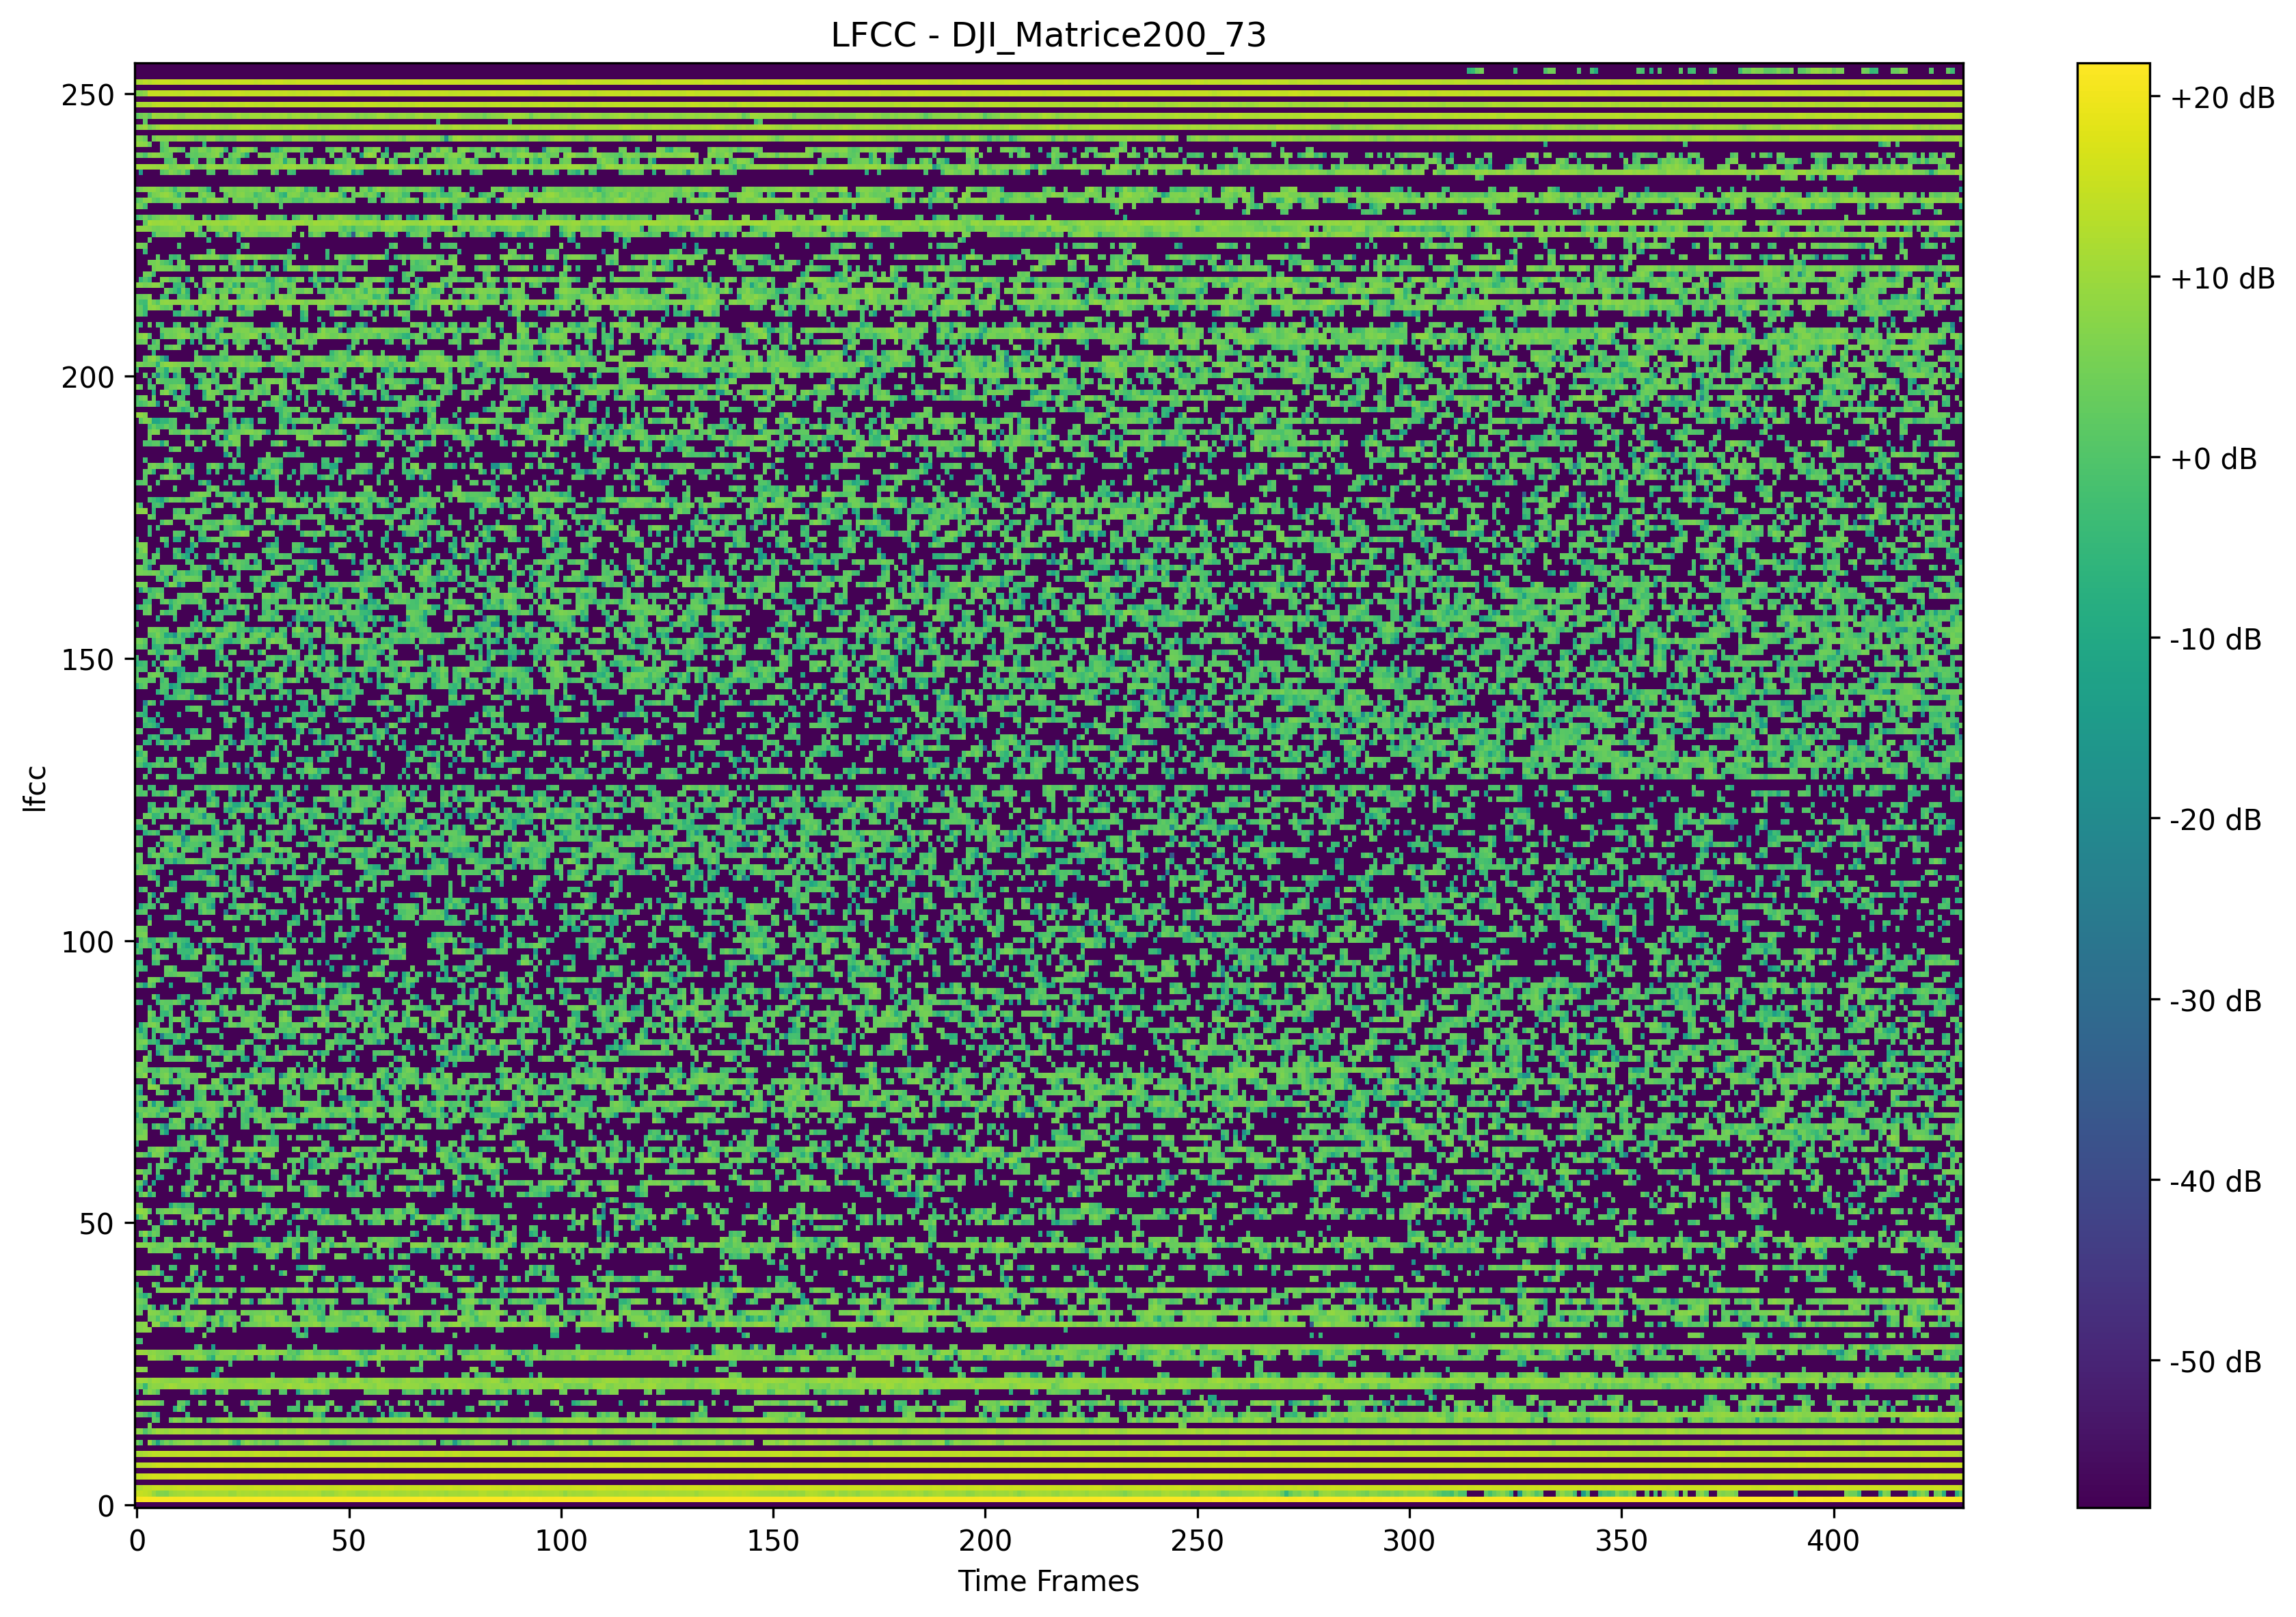 LFCC - DJI_Matrice200_73
250
200
150
100
50
0
lfcc
0 50 100 150 200 250 300 350 400
Time Frames
+20 dB
+10 dB
+0 dB
-10 dB
-20 dB
-30 dB
-40 dB
-50 dB